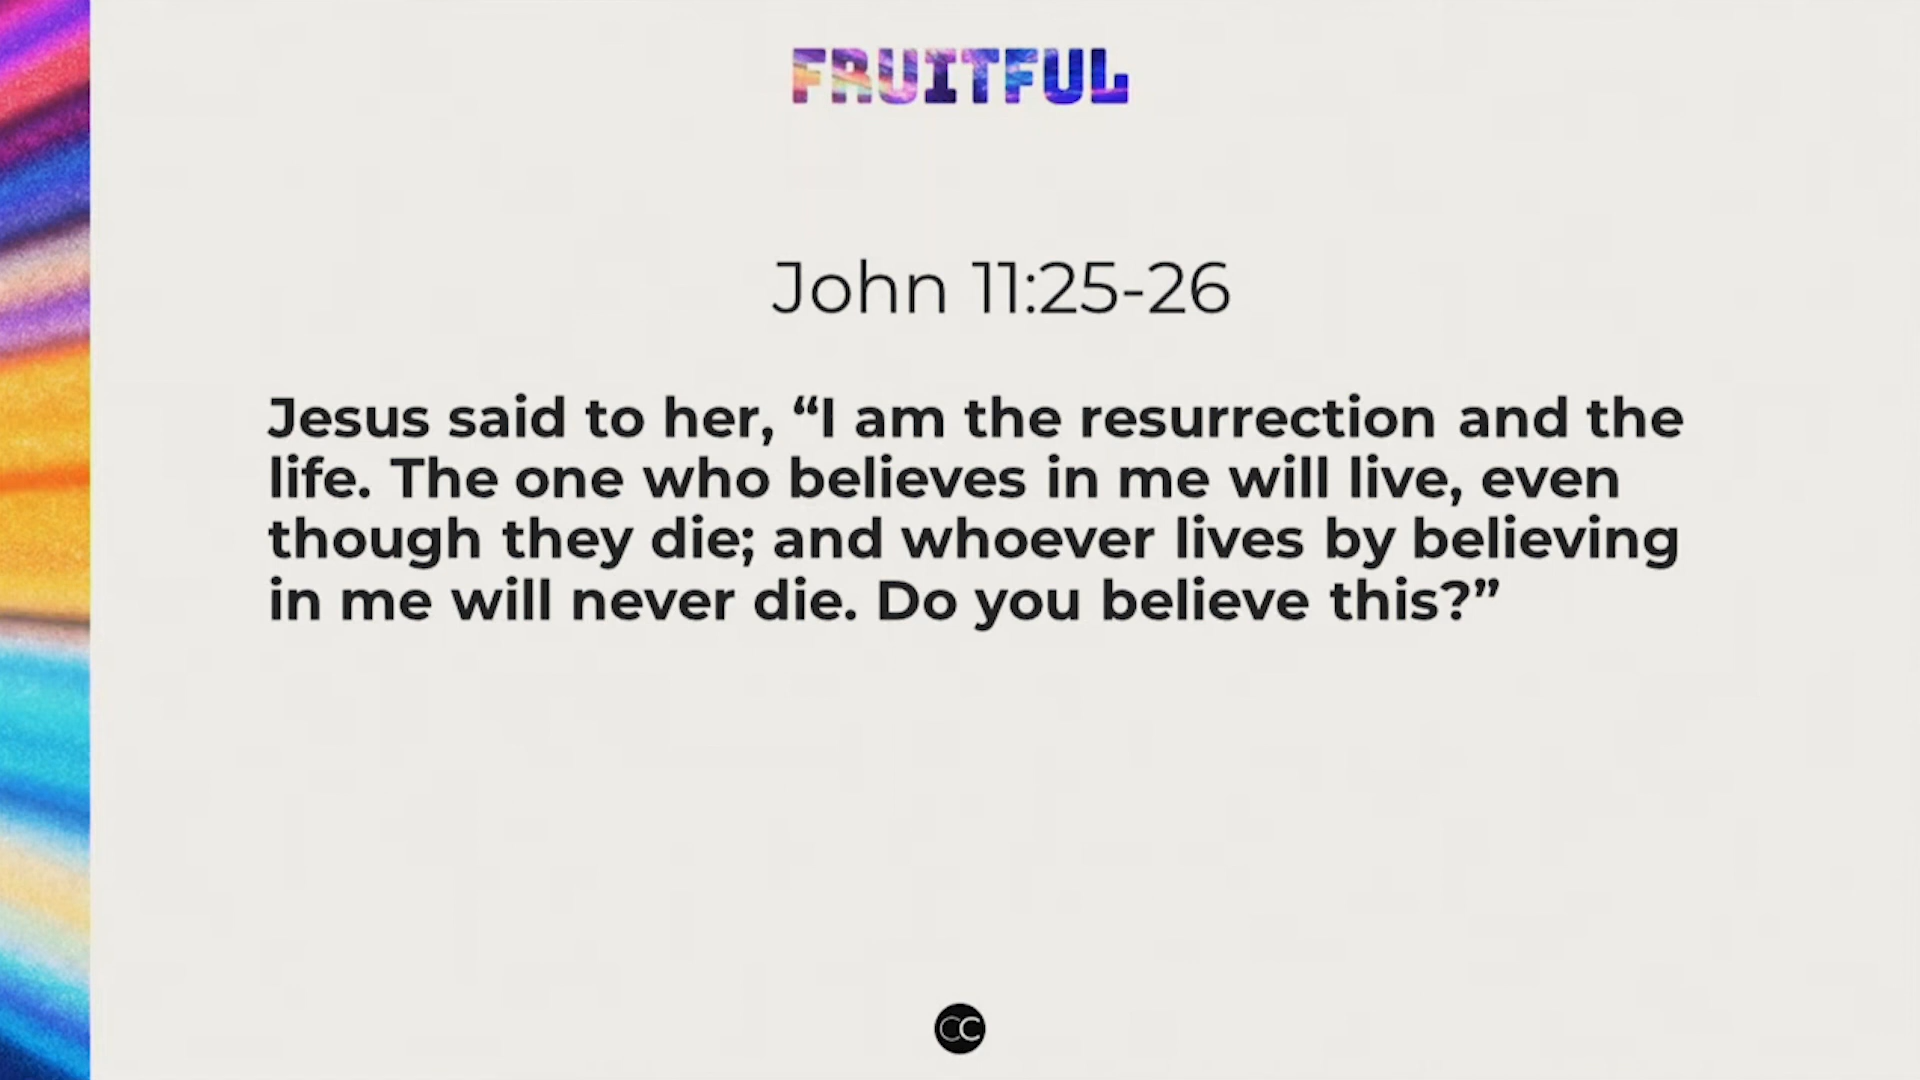 FRUITFUL
John 11:25-26
Jesus said to her, “I am the resurrection and the
life. The one who believes in me will live, even
though they die; and whoever lives by believing
in me will never die. Do you believe this?”
CC